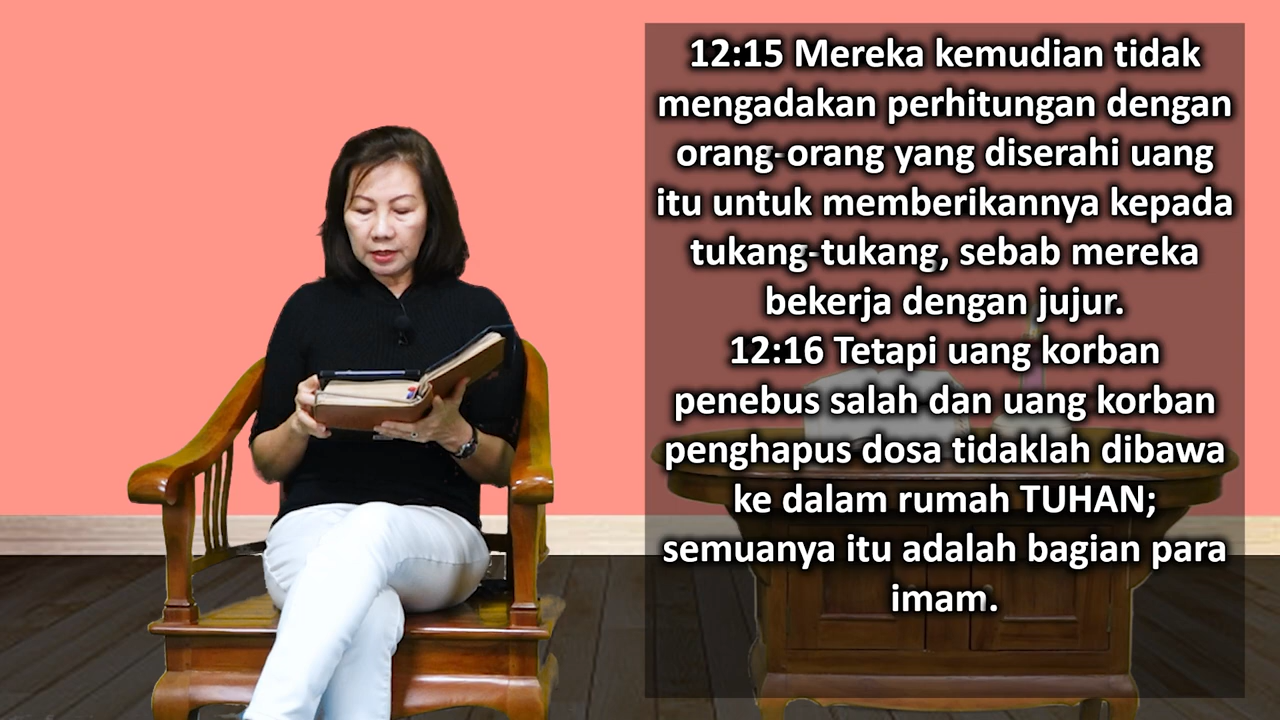 12:15 Mereka kemudian tidak
mengadakan perhitungan dengan
orang-orang yang diserahi uang
itu untuk memberikannya kepada
tukang-tukang, sebab mereka
bekerja dengan jujur.
12:16 Tetapi uang korban
penebus salah dan uang korban
penghapus dosa tidaklah dibawa
ke dalam rumah TUHAN;
semuanya itu adalah bagian para
imam.